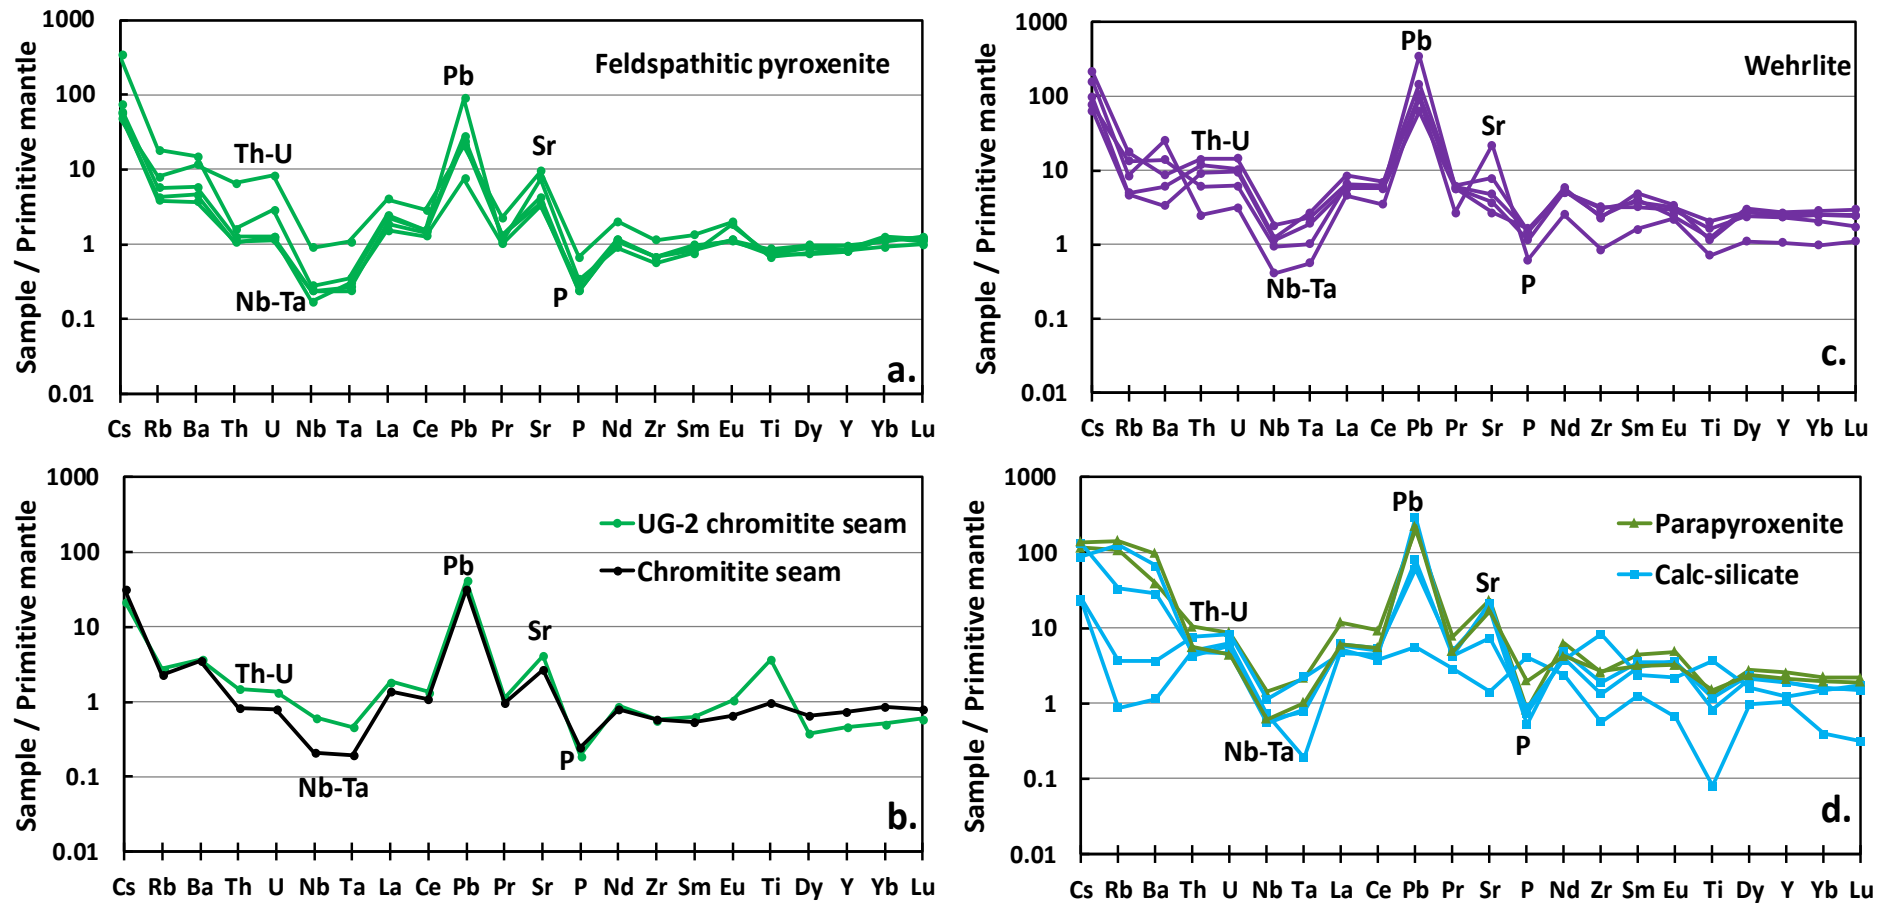 Sample / Primitive mantle
1000
100
10
1
0.1
0.01
Feldspathitic pyroxenite
Pb
Th-U
Sr
Nb-Ta
P
a.
Cs Rb Ba Th U Nb Ta La Ce Pb Pr Sr P Nd Zr Sm Eu Ti Dy Y Yb Lu
Sample / Primitive mantle
1000
100
10
1
0.1
0.01
Pb
Wehrlite
Th-U
Sr
Nb-Ta
P
c.
Cs Rb Ba Th U Nb Ta La Ce Pb Pr Sr P Nd Zr Sm Eu Ti Dy Y Yb Lu
Sample / Primitive mantle
1000
100
10
1
0.1
0.01
UG-2 chromitite seam
Chromitite seam
Pb
Th-U
Sr
Nb-Ta
P
b.
Cs Rb Ba Th U Nb Ta La Ce Pb Pr Sr P Nd Zr Sm Eu Ti Dy Y Yb Lu
Sample / Primitive mantle
1000
100
10
1
0.1
0.01
Pb
Parapyroxenite
Calc-silicate
Th-U
Sr
Nb-Ta
P
d.
Cs Rb Ba Th U Nb Ta La Ce Pb Pr Sr P Nd Zr Sm Eu Ti Dy Y Yb Lu